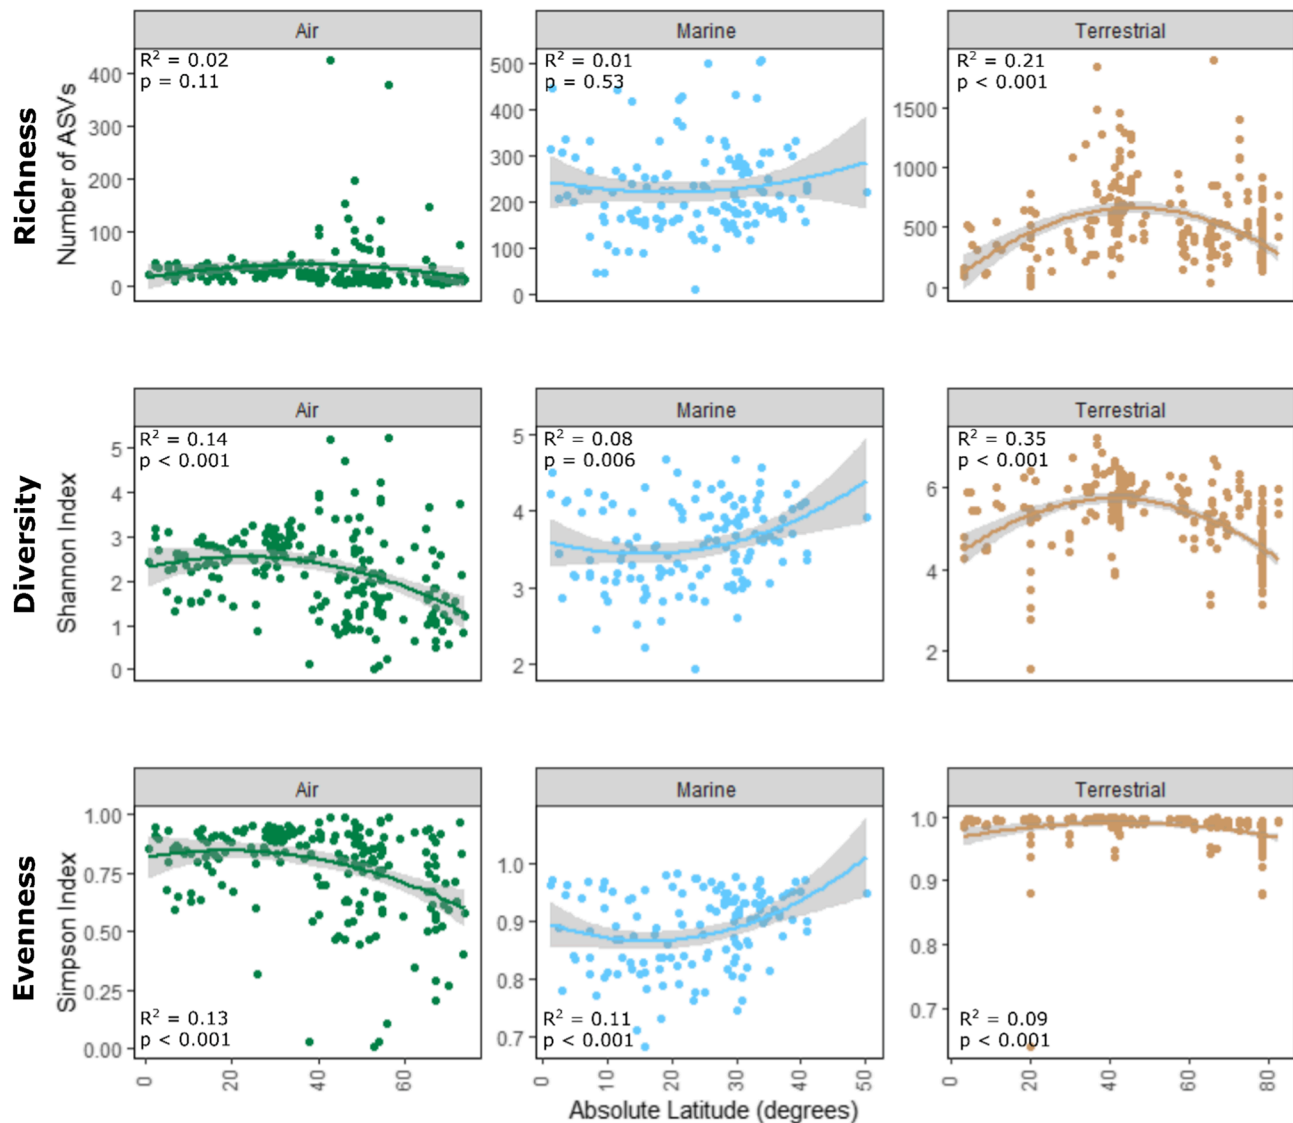 Air
Marine
Terrestrial
Richness
Number of ASVs
R² = 0.02
p = 0.11
400
300
200
100
0
R² = 0.01
p = 0.53
500
400
300
200
100
0
R² = 0.21
p < 0.001
1500
1000
500
0
Air
Marine
Terrestrial
Diversity
Shannon Index
R² = 0.14
p < 0.001
5
4
3
2
1
0
R² = 0.08
p = 0.006
5
4
3
2
R² = 0.35
p < 0.001
6
4
2
Air
Marine
Terrestrial
Evenness
Simpson Index
1.00
0.75
0.50
0.25
0.00
R² = 0.13
p < 0.001
1.0
0.9
0.8
0.7
R² = 0.11
p < 0.001
1.0
0.9
0.8
0.7
R² = 0.09
p < 0.001
0 20 40 60
0 10 20 30 40 50
0 20 40 60 80
Absolute Latitude (degrees)